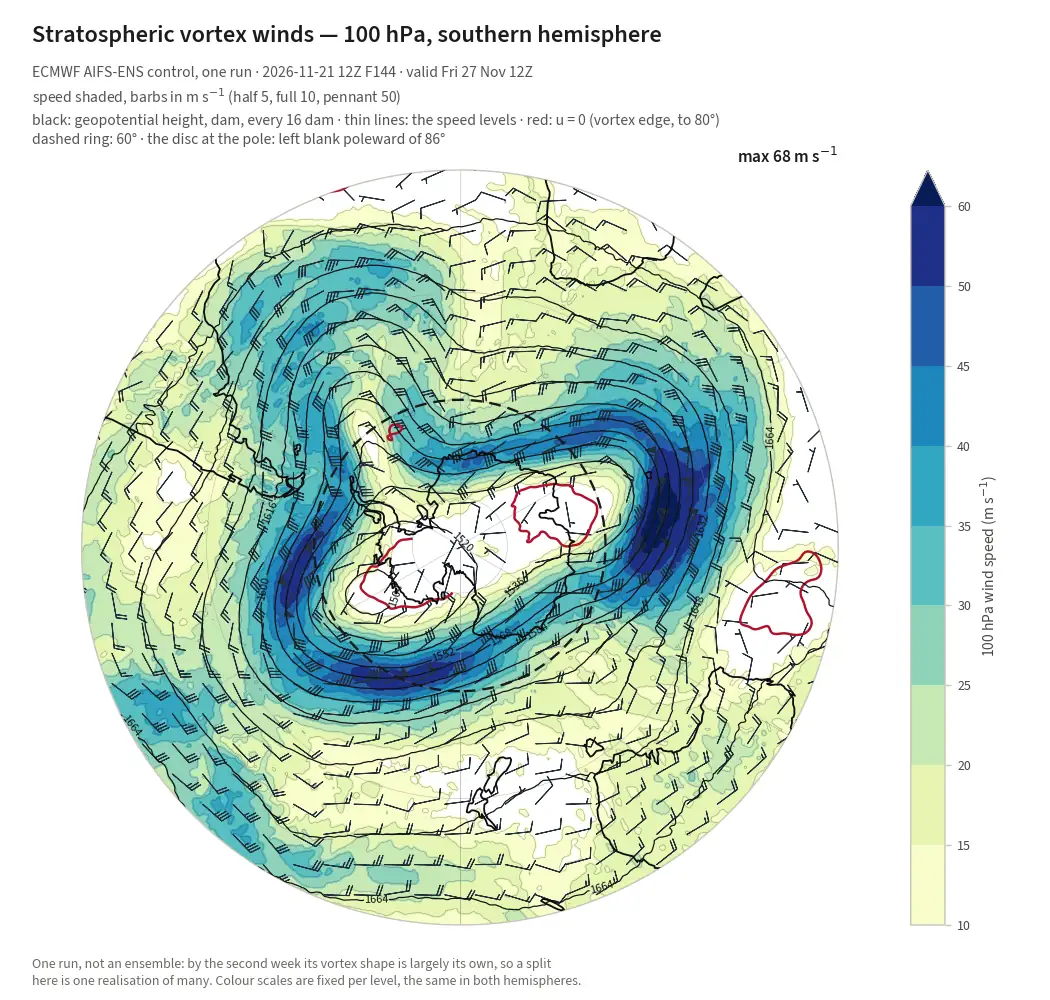 Stratospheric vortex winds — 100 hPa, southern hemisphere
ECMWF AIFS-ENS control, one run · 2026-11-21 12Z F144 · valid Fri 27 Nov 12Z
speed shaded, barbs in m s⁻¹ (half 5, full 10, pennant 50)
black: geopotential height, dam, every 16 dam · thin lines: the speed levels · red: u = 0 (vortex edge, to 80°)
dashed ring: 60° · the disc at the pole: left blank poleward of 86°
max 68 m s⁻¹
60
50
45
40
35
30
25
20
15
10
100 hPa wind speed (m s⁻¹)
1664
1616
1520
1536
1552
1664
1664
1664
One run, not an ensemble: by the second week its vortex shape is largely its own, so a split
here is one realisation of many. Colour scales are fixed per level, the same in both hemispheres.